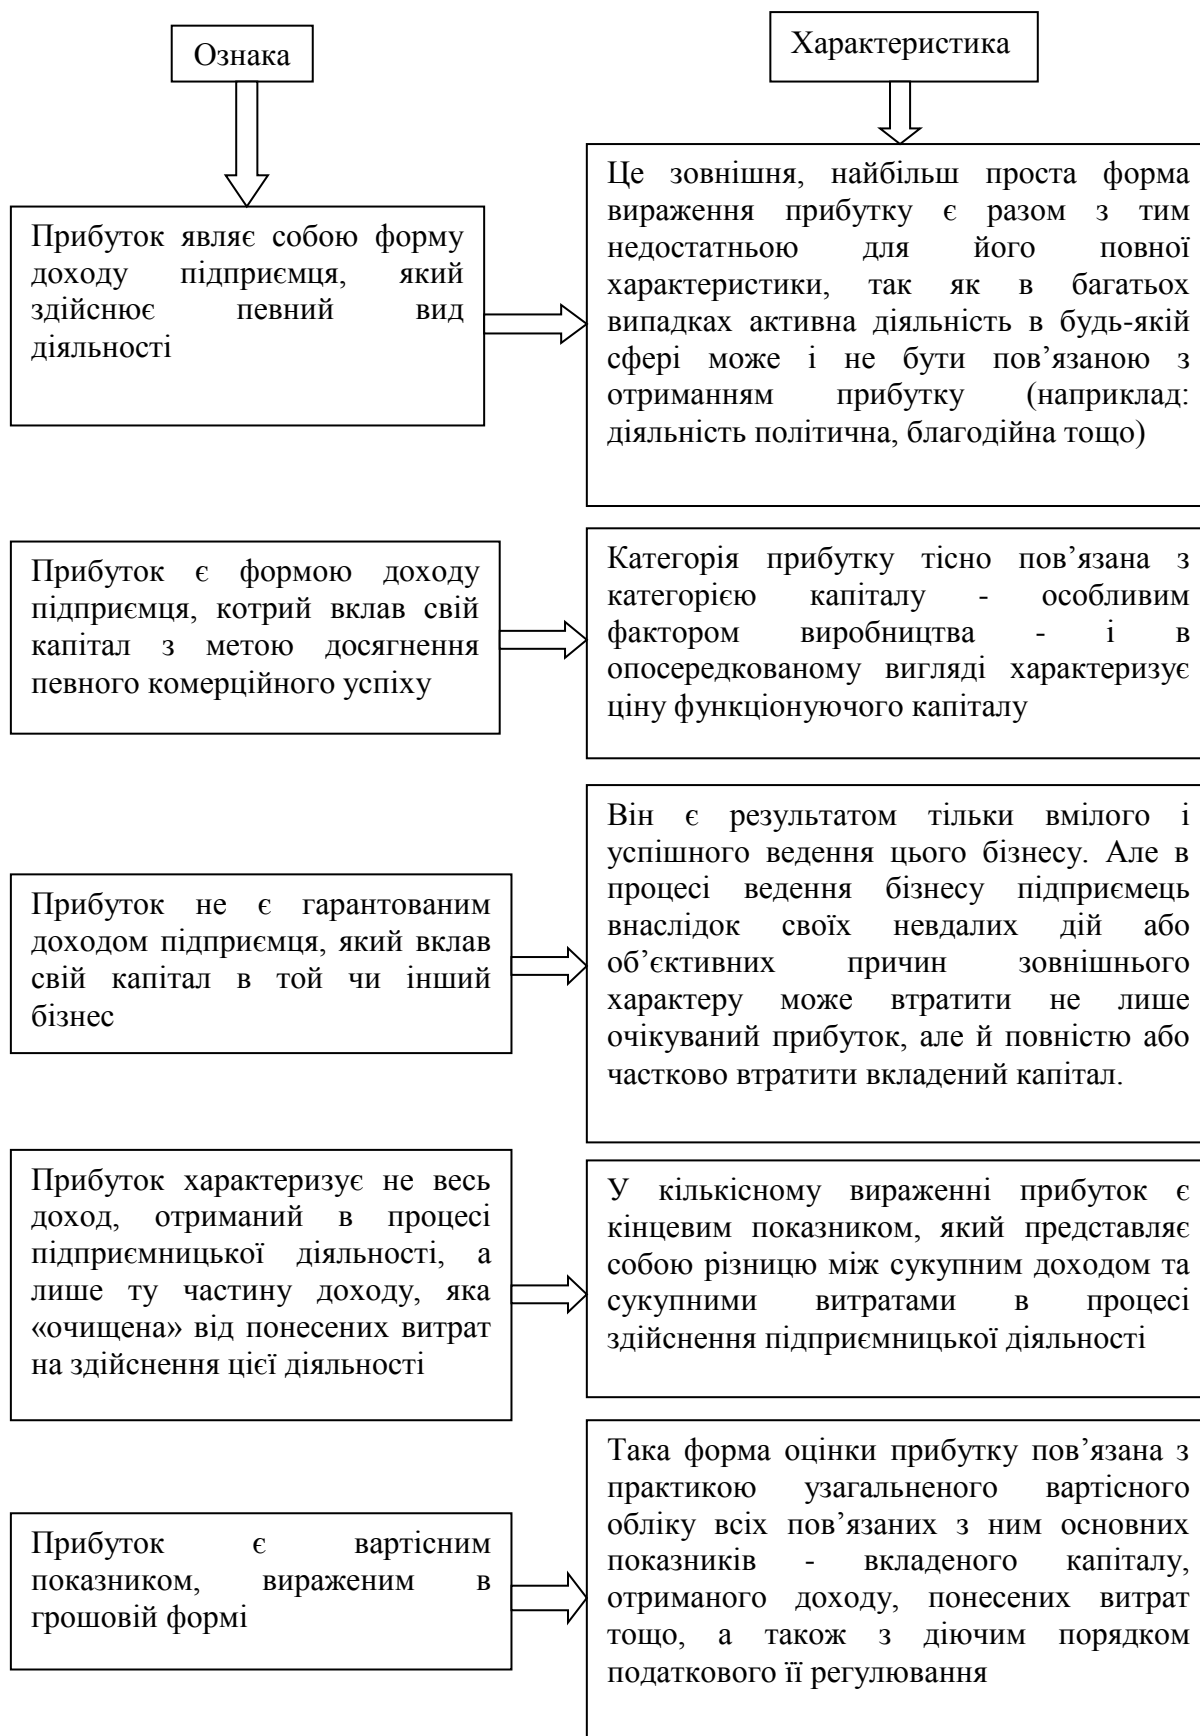 Ознака
Характеристика
Прибуток являє собою форму
доходу підприємця, який
здійснює певний вид
діяльності
Це зовнішня, найбільш проста форма
вираження прибутку є разом з тим
недостатньою для його повної
характеристики, так як в багатьох
випадках активна діяльність в будь-якій
сфері може і не бути пов’язаною з
отриманням прибутку (наприклад:
діяльність політична, благодійна тощо)
Прибуток є формою доходу
підприємця, котрий вклав свій
капітал з метою досягнення
певного комерційного успіху
Категорія прибутку тісно пов’язана з
категорією капіталу - особливим
фактором виробництва - і в
опосередкованому вигляді характеризує
ціну функціонуючого капіталу
Прибуток не є гарантованим
доходом підприємця, який вклав
свій капітал в той чи інший
бізнес
Він є результатом тільки вмілого і
успішного ведення цього бізнесу. Але в
процесі ведення бізнесу підприємець
внаслідок своїх невдалих дій або
об’єктивних причин зовнішнього
характеру може втратити не лише
очікуваний прибуток, але й повністю або
частково втратити вкладений капітал.
Прибуток характеризує не весь
доход, отриманий в процесі
підприємницької діяльності, а
лише ту частину доходу, яка
«очищена» від понесених витрат
на здійснення цієї діяльності
У кількісному вираженні прибуток є
кінцевим показником, який представляє
собою різницю між сукупним доходом та
сукупними витратами в процесі
здійснення підприємницької діяльності
Прибуток є вартісним
показником, вираженим в
грошовій формі
Така форма оцінки прибутку пов’язана з
практикою узагальненого вартісного
обліку всіх пов’язаних з ним основних
показників - вкладеного капіталу,
отриманого доходу, понесених витрат
тощо, а також з діючим порядком
податкового її регулювання